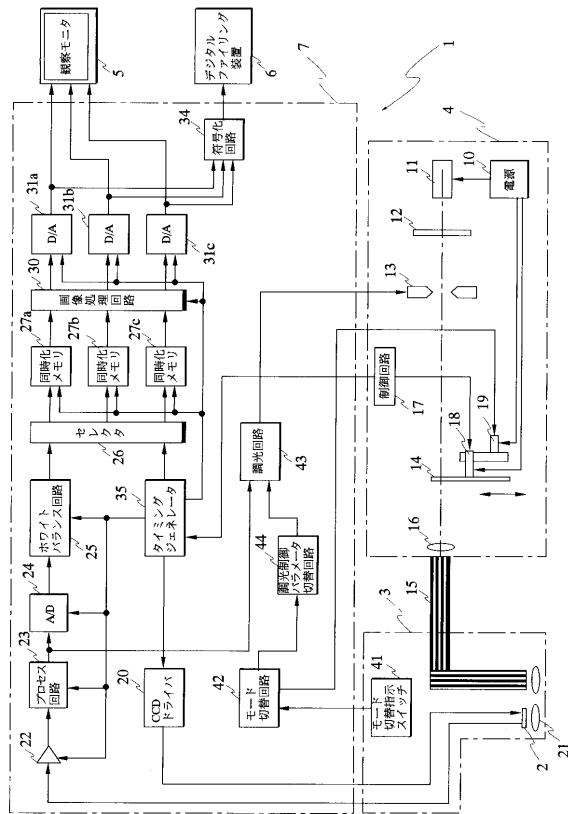 観察モニタ
5
デジタル
ファイリング
装置
6
7
1
31a
D/A
31b
D/A
31c
D/A
34
符号化
回路
30
画像処理回路
27a
同時化
メモリ
27b
同時化
メモリ
27c
同時化
メモリ
26
セレクタ
25
ホワイト
バランス回路
24
A/D
23
プロセス
回路
22
35
タイミング
ジェネレータ
20
CCD
ドライバ
43
調光回路
44
調光制御
パラメータ
切替回路
42
モード
切替回路
41
モード
切替指示
スイッチ
4
11
10
電源
12
13
制御回路
17
18
19
14
16
15
3
2
21